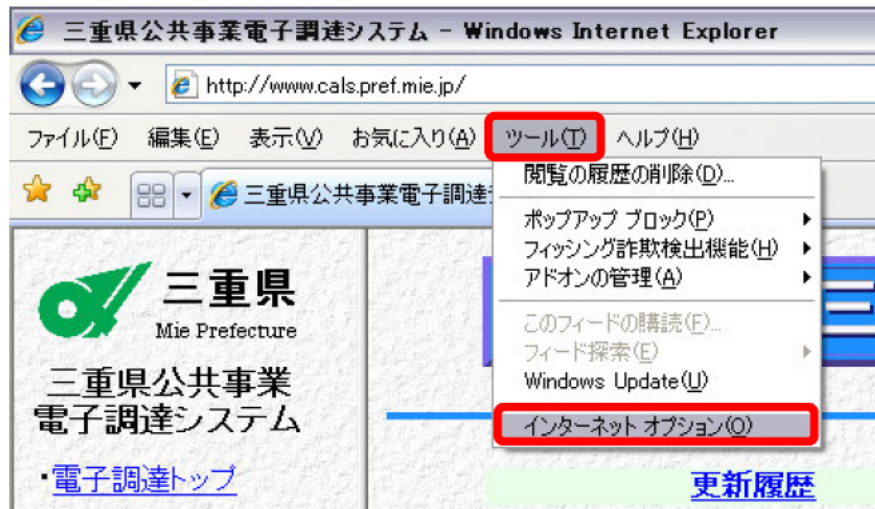 三重県公共事業電子調達システム - Windows Internet Explorer
http://www.cals.pref.mie.jp/
ファイル(F) 編集(E) 表示(V) お気に入り(A) ツール(T) ヘルプ(H)
三重県公共事業電子調達
閲覧の履歴の削除(D)...
ポップアップ ブロック(P)
フィッシング詐欺検出機能(H)
アドオンの管理(A)
このフィードの購読(F)...
フィード探索(E)
Windows Update(U)
インターネット オプション(O)
三重県
Mie Prefecture
三重県公共事業
電子調達システム
・電子調達トップ
更新履歴